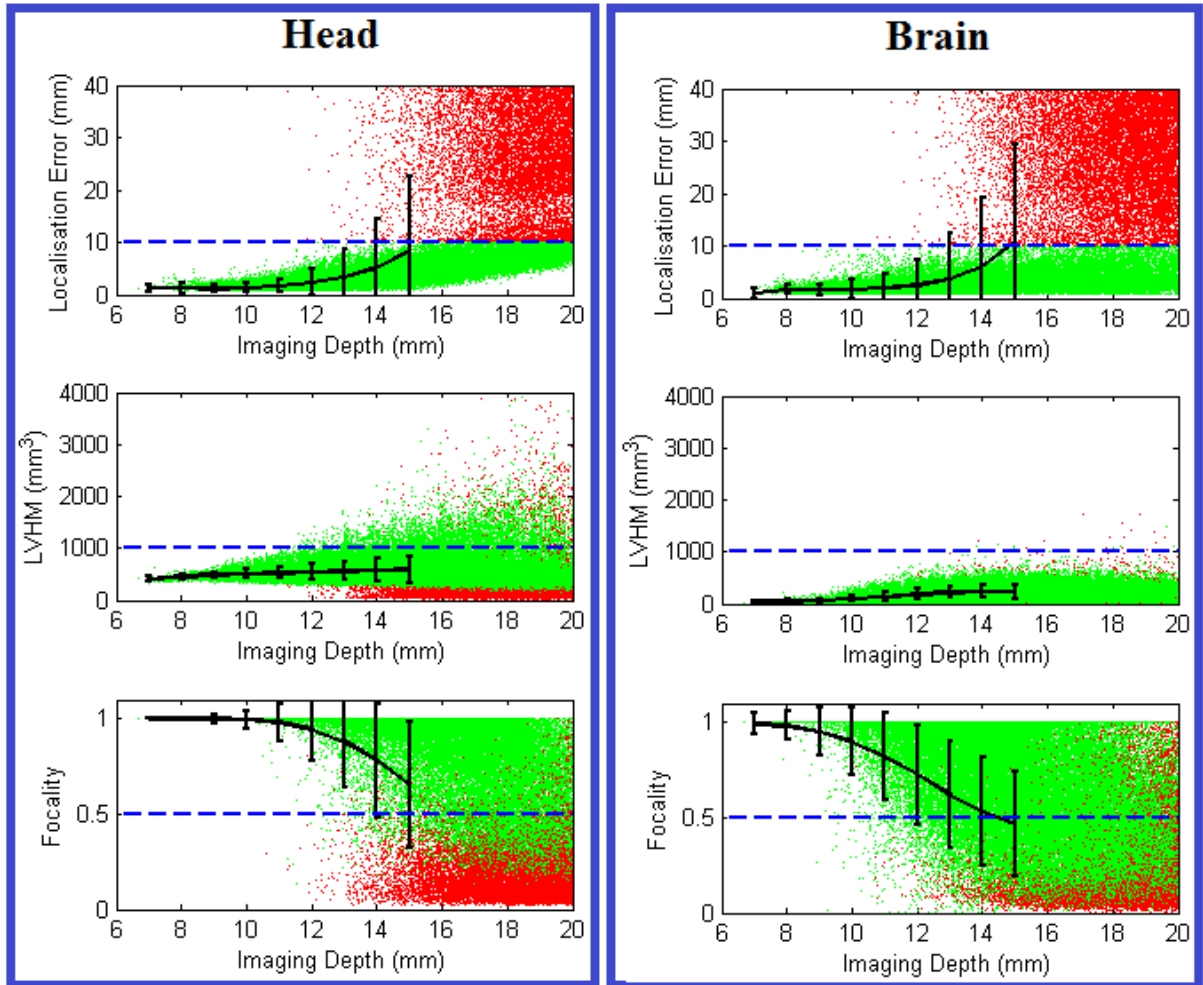 Head
40
30
20
10
0
Localisation Error (mm)
6 8 10 12 14 16 18 20
Imaging Depth (mm)
4000
3000
2000
1000
0
LVHM (mm³)
6 8 10 12 14 16 18 20
Imaging Depth (mm)
1
0.5
0
Focality
6 8 10 12 14 16 18 20
Imaging Depth (mm)
Brain
40
30
20
10
0
Localisation Error (mm)
6 8 10 12 14 16 18 20
Imaging Depth (mm)
4000
3000
2000
1000
0
LVHM (mm³)
6 8 10 12 14 16 18 20
Imaging Depth (mm)
1
0.5
0
Focality
6 8 10 12 14 16 18 20
Imaging Depth (mm)